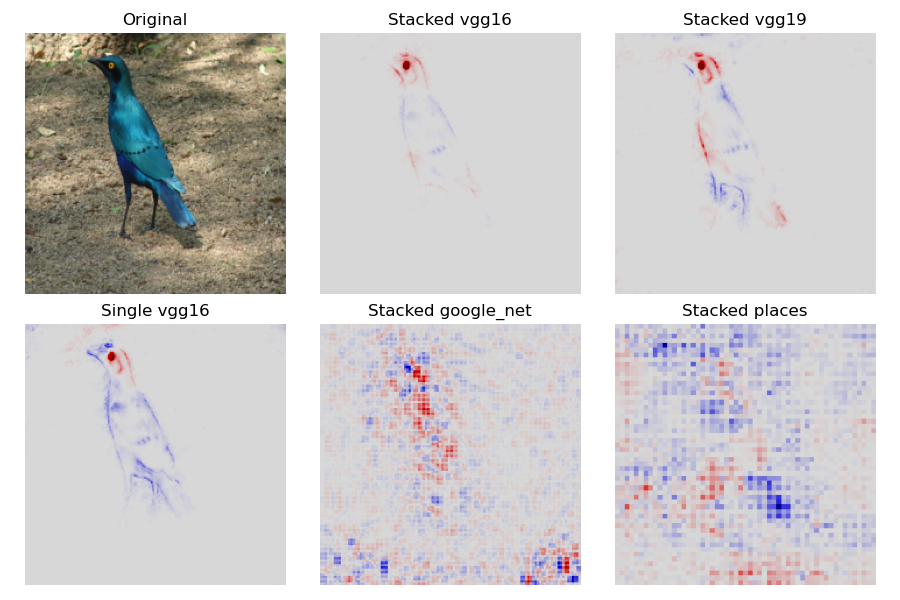 Original
Stacked vgg16
Stacked vgg19
Single vgg16
Stacked google_net
Stacked places